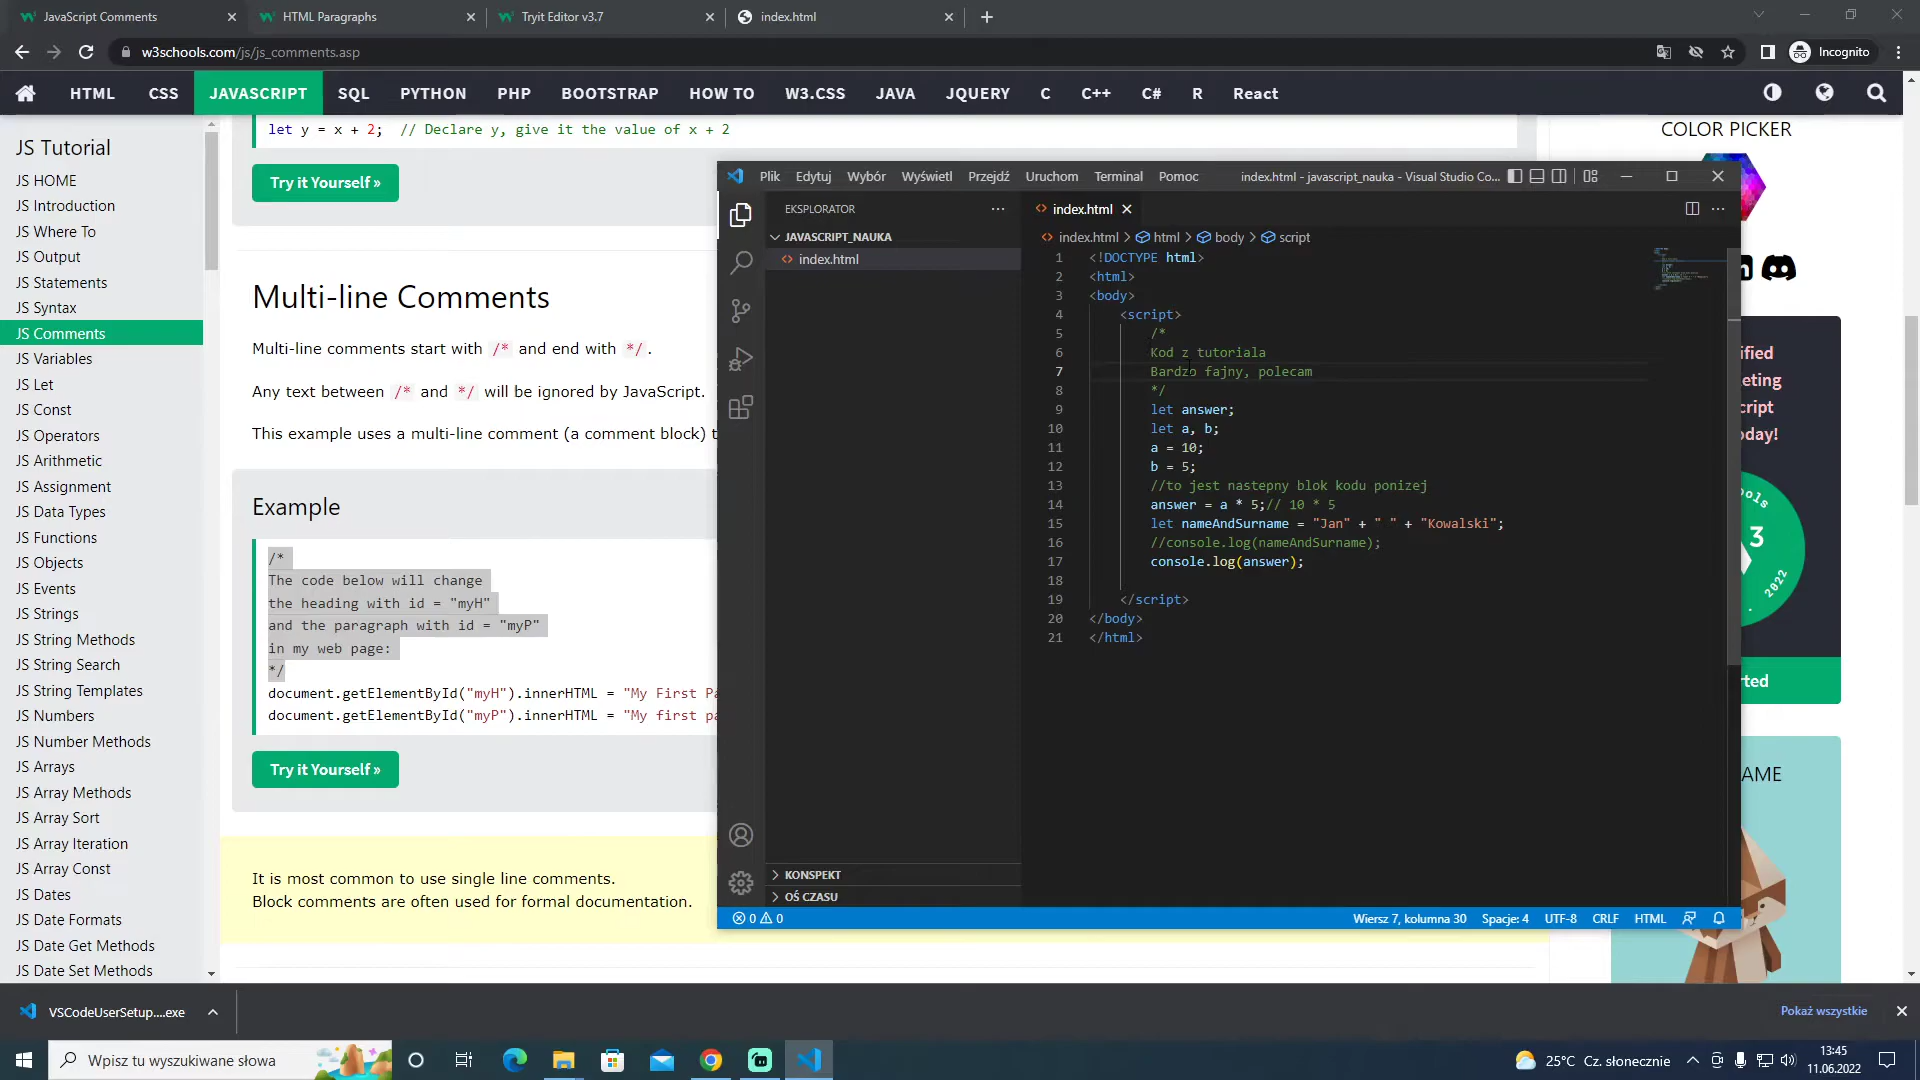 JavaScript Comments
HTML Paragraphs
Tryit Editor v3.7
index.html
w3schools.com/js/js_comments.asp
Incognito
HTML CSS JAVASCRIPT SQL PYTHON PHP BOOTSTRAP HOW TO W3.CSS JAVA JQUERY C C++ C# R React
JS Tutorial
JS HOME
JS Introduction
JS Where To
JS Output
JS Statements
JS Syntax
JS Comments
JS Variables
JS Let
JS Const
JS Operators
JS Arithmetic
JS Assignment
JS Data Types
JS Functions
JS Objects
JS Events
JS Strings
JS String Methods
JS String Search
JS String Templates
JS Numbers
JS Number Methods
JS Arrays
JS Array Methods
JS Array Sort
JS Array Iteration
JS Array Const
JS Dates
JS Date Formats
JS Date Get Methods
JS Date Set Methods
let y = x + 2;  // Declare y, give it the value of x + 2
Try it Yourself »
Multi-line Comments
Multi-line comments start with /* and end with */.
Any text between /* and */ will be ignored by JavaScript.
This example uses a multi-line comment (a comment block) t
Example
/*
The code below will change
the heading with id = "myH"
and the paragraph with id = "myP"
in my web page:
*/
document.getElementById("myH").innerHTML = "My First Pa
document.getElementById("myP").innerHTML = "My first pa
Try it Yourself »
It is most common to use single line comments.
Block comments are often used for formal documentation.
COLOR PICKER
ified
eting
cript
oday!
ools
3
. 2022
rted
AME
Plik Edytuj Wybór Wyświetl Przejdź Uruchom Terminal Pomoc
index.html - javascript_nauka - Visual Studio Co...
EKSPLORATOR
JAVASCRIPT_NAUKA
index.html
KONSPEKT
OŚ CZASU
index.html
index.html > html > body > script
1 <!DOCTYPE html>
2 <html>
3 <body>
4 <script>
5 /*
6 Kod z tutoriala
7 Bardzo fajny, polecam
8 */
9 let answer;
10 let a, b;
11 a = 10;
12 b = 5;
13 //to jest nastepny blok kodu ponizej
14 answer = a * 5;// 10 * 5
15 let nameAndSurname = "Jan" + " " + "Kowalski";
16 //console.log(nameAndSurname);
17 console.log(answer);
18
19 </script>
20 </body>
21 </html>
0 0
Wiersz 7, kolumna 30 Spacje: 4 UTF-8 CRLF HTML
VSCodeUserSetup....exe
Pokaż wszystkie
Wpisz tu wyszukiwane słowa
25°C Cz. słonecznie
13:45
11.06.2022